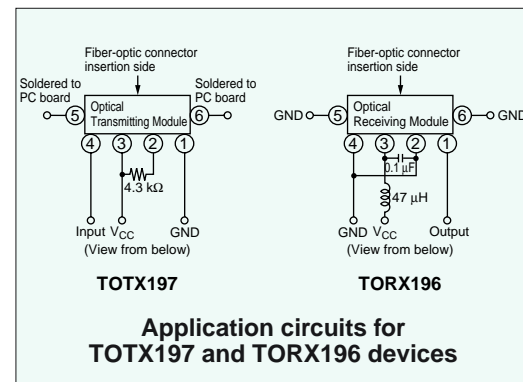 Fiber-optic connector
insertion side
Soldered to
PC board
Soldered to
PC board
Optical
Transmitting Module
5
6
4
3
2
1
4.3 kΩ
Input
VCC
GND
(View from below)
TOTX197
Fiber-optic connector
insertion side
GND
5
Optical
Receiving Module
6
GND
4
3
2
1
0.1 μF
47 μH
GND
VCC
Output
(View from below)
TORX196
Application circuits for
TOTX197 and TORX196 devices